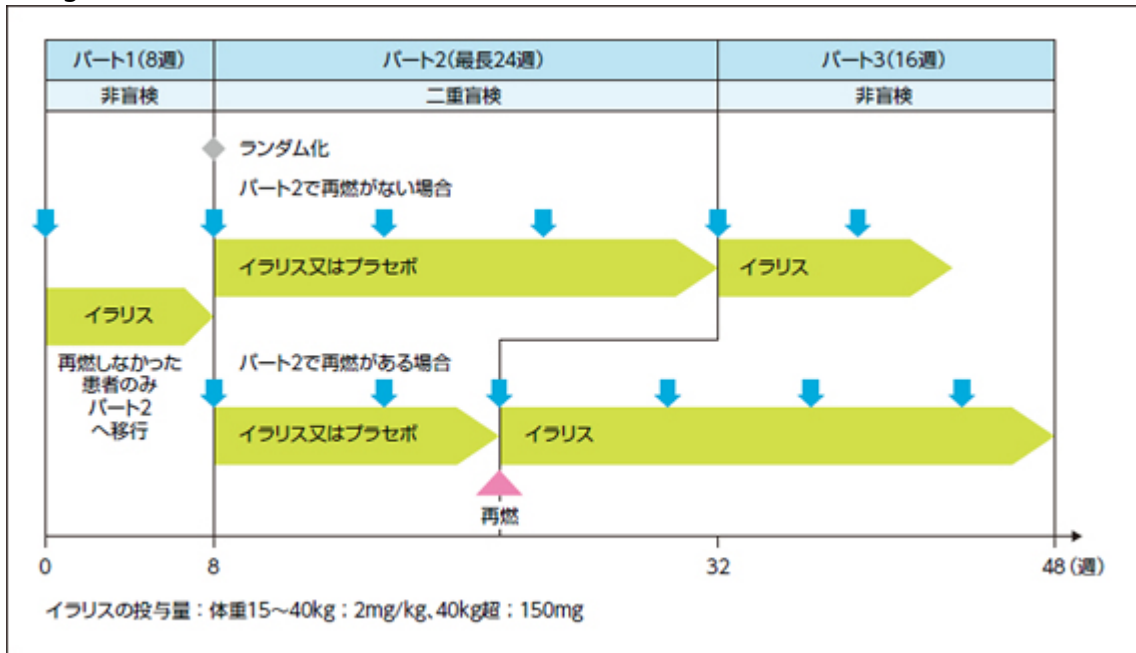 パート1(8週)
パート2(最長24週)
パート3(16週)
非盲検
二重盲検
非盲検
ランダム化
パート2で再燃がない場合
イラリス又はプラセボ
イラリス
イラリス
再燃しなかった
患者のみ
パート2
へ移行
パート2で再燃がある場合
イラリス又はプラセボ
イラリス
再燃
0
8
32
48(週)
イラリスの投与量：体重15～40kg：2mg/kg、40kg超：150mg